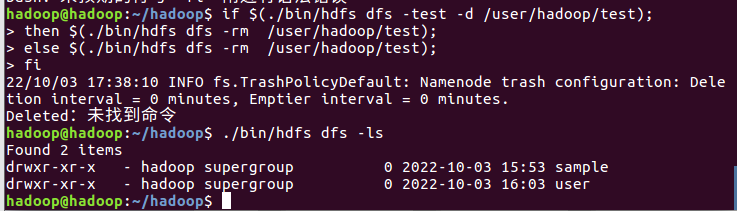 hadoop@hadoop:~/hadoop$ if $(./bin/hdfs dfs -test -d /user/hadoop/test);
> then $(./bin/hdfs dfs -rm  /user/hadoop/test);
> else $(./bin/hdfs dfs -rm  /user/hadoop/test);
> fi
22/10/03 17:38:10 INFO fs.TrashPolicyDefault: Namenode trash configuration: Dele
tion interval = 0 minutes, Emptier interval = 0 minutes.
Deleted：未找到命令
hadoop@hadoop:~/hadoop$ ./bin/hdfs dfs -ls
Found 2 items
drwxr-xr-x   - hadoop supergroup          0 2022-10-03 15:53 sample
drwxr-xr-x   - hadoop supergroup          0 2022-10-03 16:03 user
hadoop@hadoop:~/hadoop$